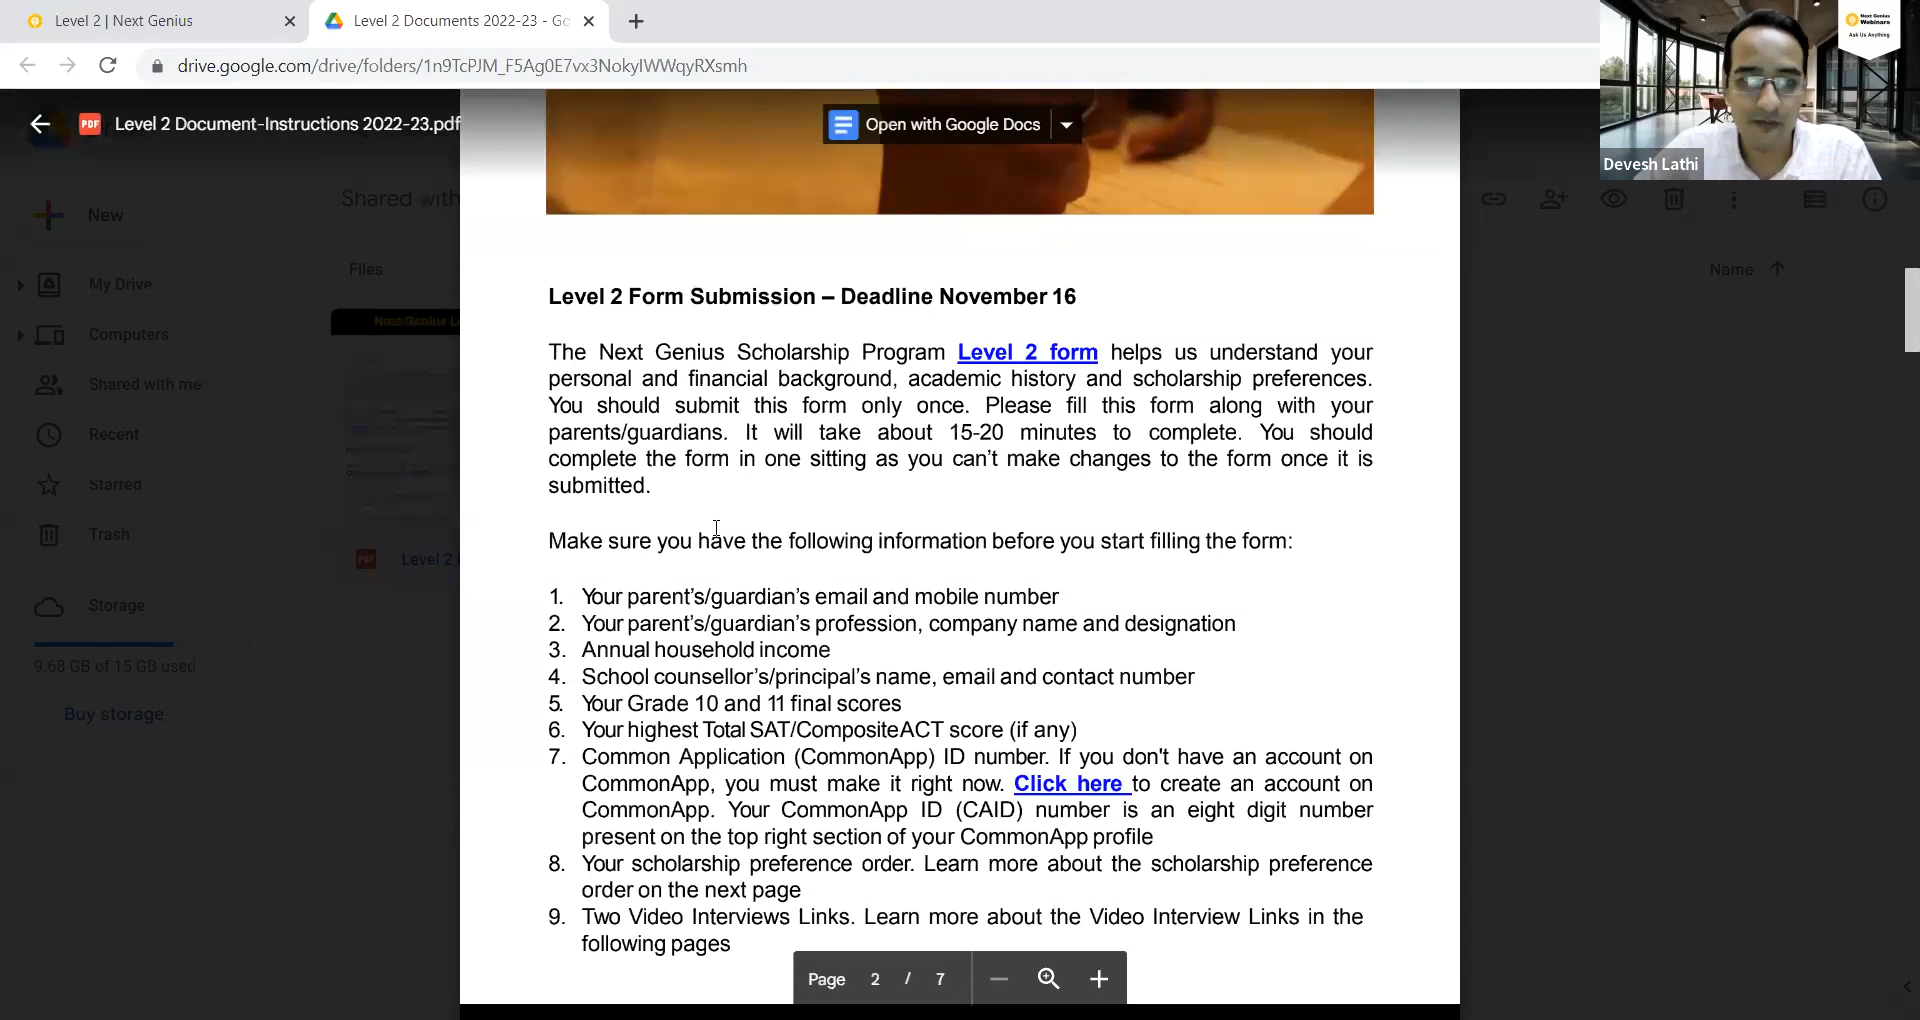 Level 2 | Next Genius
Level 2 Documents 2022-23 - Go
drive.google.com/drive/folders/1n9TcPJM_F5Ag0E7vx3NokyIWWqyRXsmh
Next Genius
Webinars
Ask Us Anything
Devesh Lathi
PDF Level 2 Document-Instructions 2022-23.pdf
Open with Google Docs
Shared with
New
Files
Name
My Drive
Computers
Shared with me
Recent
Starred
Trash
PDF Level 2
Storage
9.68 GB of 15 GB used
Buy storage
Level 2 Form Submission – Deadline November 16
The Next Genius Scholarship Program Level 2 form helps us understand your
personal and financial background, academic history and scholarship preferences.
You should submit this form only once. Please fill this form along with your
parents/guardians. It will take about 15-20 minutes to complete. You should
complete the form in one sitting as you can't make changes to the form once it is
submitted.
Make sure you have the following information before you start filling the form:
1. Your parent's/guardian's email and mobile number
2. Your parent's/guardian's profession, company name and designation
3. Annual household income
4. School counsellor's/principal's name, email and contact number
5. Your Grade 10 and 11 final scores
6. Your highest Total SAT/Composite ACT score (if any)
7. Common Application (CommonApp) ID number. If you don't have an account on
CommonApp, you must make it right now. Click here to create an account on
CommonApp. Your CommonApp ID (CAID) number is an eight digit number
present on the top right section of your CommonApp profile
8. Your scholarship preference order. Learn more about the scholarship preference
order on the next page
9. Two Video Interviews Links. Learn more about the Video Interview Links in the
following pages
Page 2 / 7